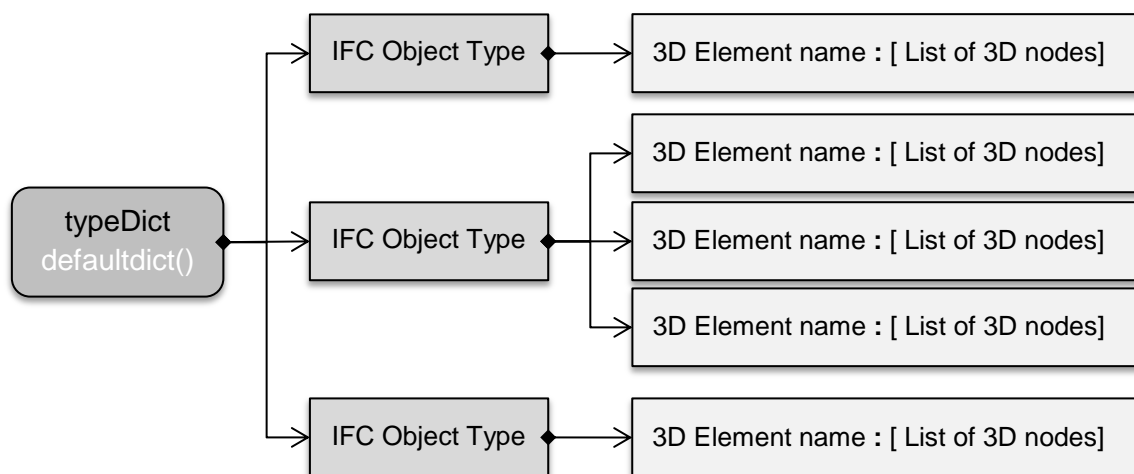 IFC Object Type
3D Element name : [ List of 3D nodes]
3D Element name : [ List of 3D nodes]
typeDict
defaultdict()
IFC Object Type
3D Element name : [ List of 3D nodes]
3D Element name : [ List of 3D nodes]
IFC Object Type
3D Element name : [ List of 3D nodes]